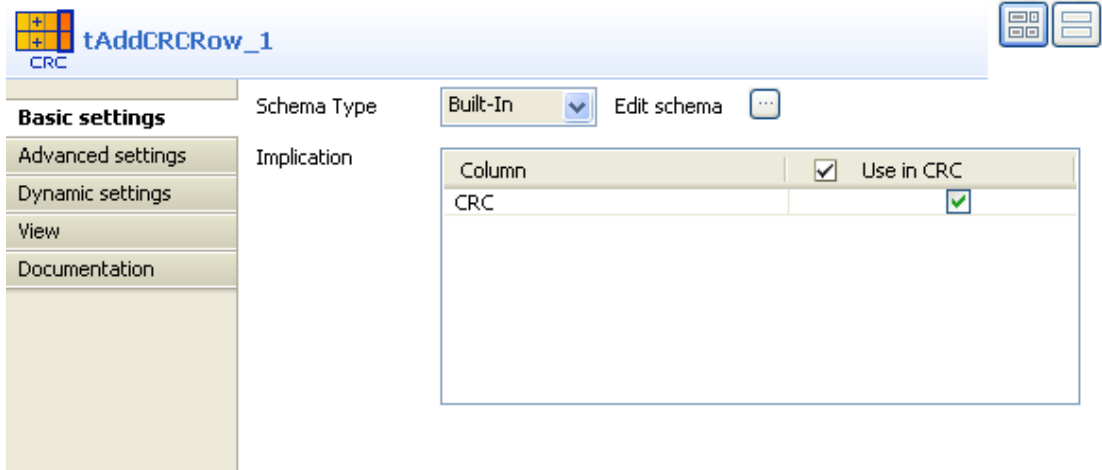 tAddCRCRow_1
CRC
Basic settings
Advanced settings
Dynamic settings
View
Documentation
Schema Type Built-In Edit schema ...
Implication
Column Use in CRC
CRC